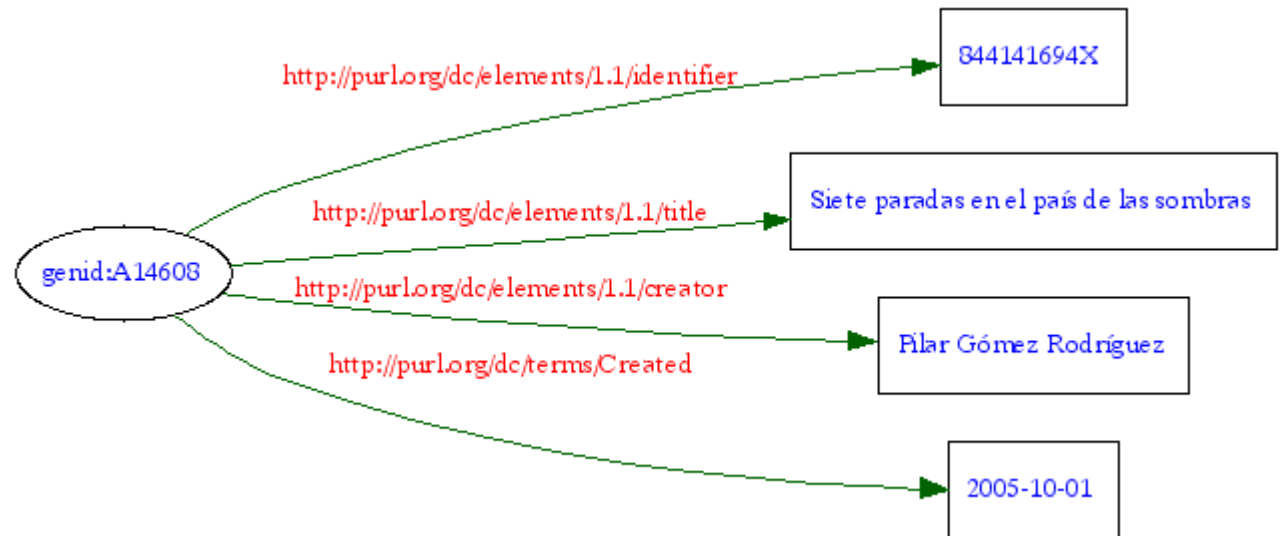 http://purl.org/dc/elements/1.1/identifier
844141694X
http://purl.org/dc/elements/1.1/title
Siete paradas en el país de las sombras
genid:A14608
http://purl.org/dc/elements/1.1/creator
Pilar Gómez Rodríguez
http://purl.org/dc/terms/Created
2005-10-01